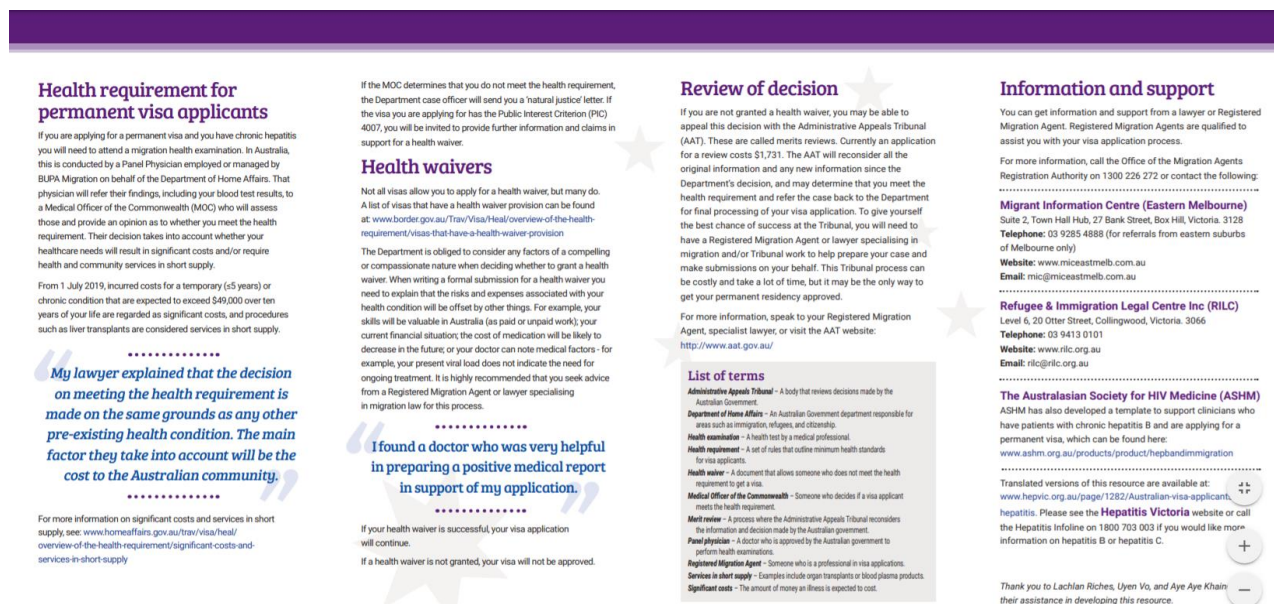 Health requirement for
permanent visa applicants
If you are applying for a permanent visa and you have chronic hepatitis
you will need to attend a migration health examination. In Australia,
this is conducted by a Panel Physician employed or managed by
BUPA Migration on behalf of the Department of Home Affairs. That
physician will refer their findings, including your blood test results, to
a Medical Officer of the Commonwealth (MOC) who will assess
those and provide an opinion as to whether you meet the health
requirement. Their decision takes into account whether your
healthcare needs will result in significant costs and/or require
health and community services in short supply.
From 1 July 2019, incurred costs for a temporary (≤5 years) or
chronic condition that are expected to exceed $49,000 over ten
years of your life are regarded as significant costs, and procedures
such as liver transplants are considered services in short supply.
“My lawyer explained that the decision
on meeting the health requirement is
made on the same grounds as any other
pre-existing health condition. The main
factor they take into account will be the
cost to the Australian community.”
For more information on significant costs and services in short
supply, see: www.homeaffairs.gov.au/trav/visa/heal/
overview-of-the-health-requirement/significant-costs-and-
services-in-short-supply
If the MOC determines that you do not meet the health requirement,
the Department case officer will send you a 'natural justice' letter. If
the visa you are applying for has the Public Interest Criterion (PIC)
4007, you will be invited to provide further information and claims in
support for a health waiver.
Health waivers
Not all visas allow you to apply for a health waiver, but many do.
A list of visas that have a health waiver provision can be found
at: www.border.gov.au/Trav/Visa/Heal/overview-of-the-health-
requirement/visas-that-have-a-health-waiver-provision
The Department is obliged to consider any factors of a compelling
or compassionate nature when deciding whether to grant a health
waiver. When writing a formal submission for a health waiver you
need to explain that the risks and expenses associated with your
health condition will be offset by other things. For example, your
skills will be valuable in Australia (as paid or unpaid work); your
current financial situation; the cost of medication will be likely to
decrease in the future; or your doctor can note medical factors - for
example, your present viral load does not indicate the need for
ongoing treatment. It is highly recommended that you seek advice
from a Registered Migration Agent or lawyer specialising
in migration law for this process.
“I found a doctor who was very helpful
in preparing a positive medical report
in support of my application.”
If your health waiver is successful, your visa application
will continue.
If a health waiver is not granted, your visa will not be approved.
Review of decision
If you are not granted a health waiver, you may be able to
appeal this decision with the Administrative Appeals Tribunal
(AAT). These are called merits reviews. Currently an application
for a review costs $1,731. The AAT will reconsider all the
original information and any new information since the
Department's decision, and may determine that you meet the
health requirement and refer the case back to the Department
for final processing of your visa application. To give yourself
the best chance of success at the Tribunal, you will need to
have a Registered Migration Agent or lawyer specialising in
migration and/or Tribunal work to help prepare your case and
make submissions on your behalf. This Tribunal process can
be costly and take a lot of time, but it may be the only way to
get your permanent residency approved.
For more information, speak to your Registered Migration
Agent, specialist lawyer, or visit the AAT website:
http://www.aat.gov.au/
List of terms
Administrative Appeals Tribunal – A body that reviews decisions made by the
Australian Government.
Department of Home Affairs – An Australian Government department responsible for
areas such as immigration, refugees, and citizenship.
Health examination – A health test by a medical professional.
Health requirement – A set of rules that outline minimum health standards
for visa applicants.
Health waiver – A document that allows someone who does not meet the health
requirement to get a visa.
Medical Officer of the Commonwealth – Someone who decides if a visa applicant
meets the health requirement.
Merit review – A process where the Administrative Appeals Tribunal reconsiders
the information and decision made by the Australian government.
Panel physician – A doctor who is approved by the Australian government to
perform health examinations.
Registered Migration Agent – Someone who is a professional in visa applications.
Services in short supply – Examples include organ transplants or blood plasma products.
Significant costs – The amount of money an illness is expected to cost.
Information and support
You can get information and support from a lawyer or Registered
Migration Agent. Registered Migration Agents are qualified to
assist you with your visa application process.
For more information, call the Office of the Migration Agents
Registration Authority on 1300 226 272 or contact the following:
Migrant Information Centre (Eastern Melbourne)
Suite 2, Town Hall Hub, 27 Bank Street, Box Hill, Victoria. 3128
Telephone: 03 9285 4888 (for referrals from eastern suburbs
of Melbourne only)
Website: www.miceastmelb.com.au
Email: mic@miceastmelb.com.au
Refugee & Immigration Legal Centre Inc (RILC)
Level 6, 20 Otter Street, Collingwood, Victoria. 3066
Telephone: 03 9413 0101
Website: www.rilc.org.au
Email: rilc@rilc.org.au
The Australasian Society for HIV Medicine (ASHM)
ASHM has also developed a template to support clinicians who
have patients with chronic hepatitis B and are applying for a
permanent visa, which can be found here:
www.ashm.org.au/products/product/hepbandimmigration
Translated versions of this resource are available at:
www.hepvic.org.au/page/1282/Australian-visa-applicants
hepatitis. Please see the Hepatitis Victoria website or call
the Hepatitis Infoline on 1800 703 003 if you would like more
information on hepatitis B or hepatitis C.
Thank you to Lachlan Riches, Uyen Vo, and Aye Aye Khain
their assistance in developing this resource.